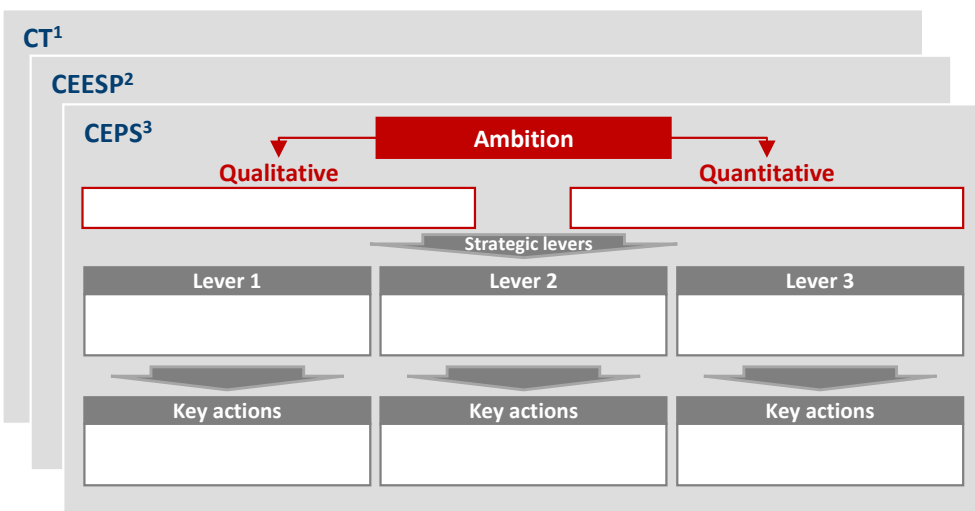 CT¹
CEESP²
CEPS³
Ambition
Qualitative
Quantitative
Strategic levers
Lever 1
Lever 2
Lever 3
Key actions
Key actions
Key actions